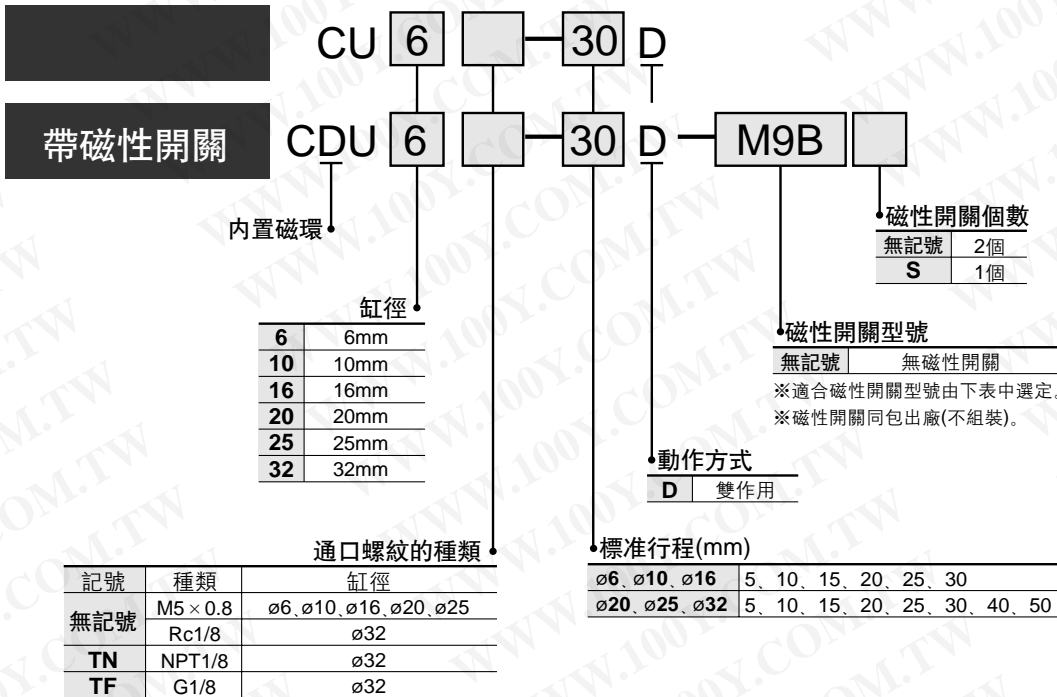 CU 6 30 D
帶磁性開關 CDU 6 30 D M9B
內置磁環
磁性開關個數
無記號 2個
S 1個
缸徑
6 6mm
10 10mm
16 16mm
20 20mm
25 25mm
32 32mm
磁性開關型號
無記號 無磁性開關
※適合磁性開關型號由下表中選定。
※磁性開關同包出廠(不組裝)。
動作方式
D 雙作用
通口螺紋的種類
記號 種類 缸徑
無記號 M5×0.8 ø6、ø10、ø16、ø20、ø25
Rc1/8 ø32
TN NPT1/8 ø32
TF G1/8 ø32
標准行程(mm)
ø6、ø10、ø16 5、10、15、20、25、30
ø20、ø25、ø32 5、10、15、20、25、30、40、50
WWW.100Y.COM.TW